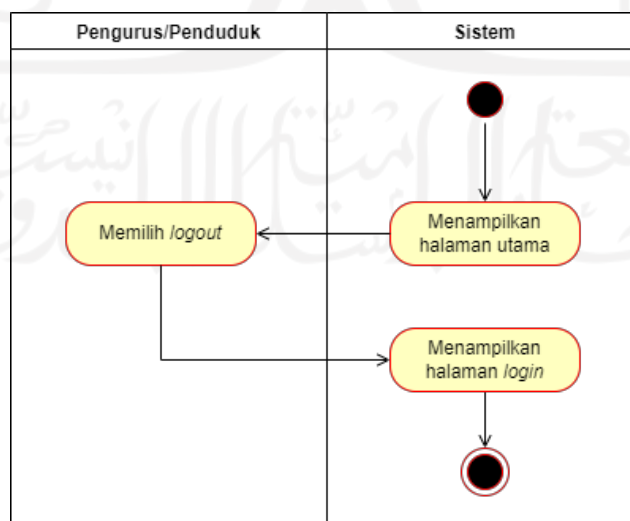 Pengurus/Penduduk
Sistem
Menampilkan
halaman utama
Memilih logout
Menampilkan
halaman login